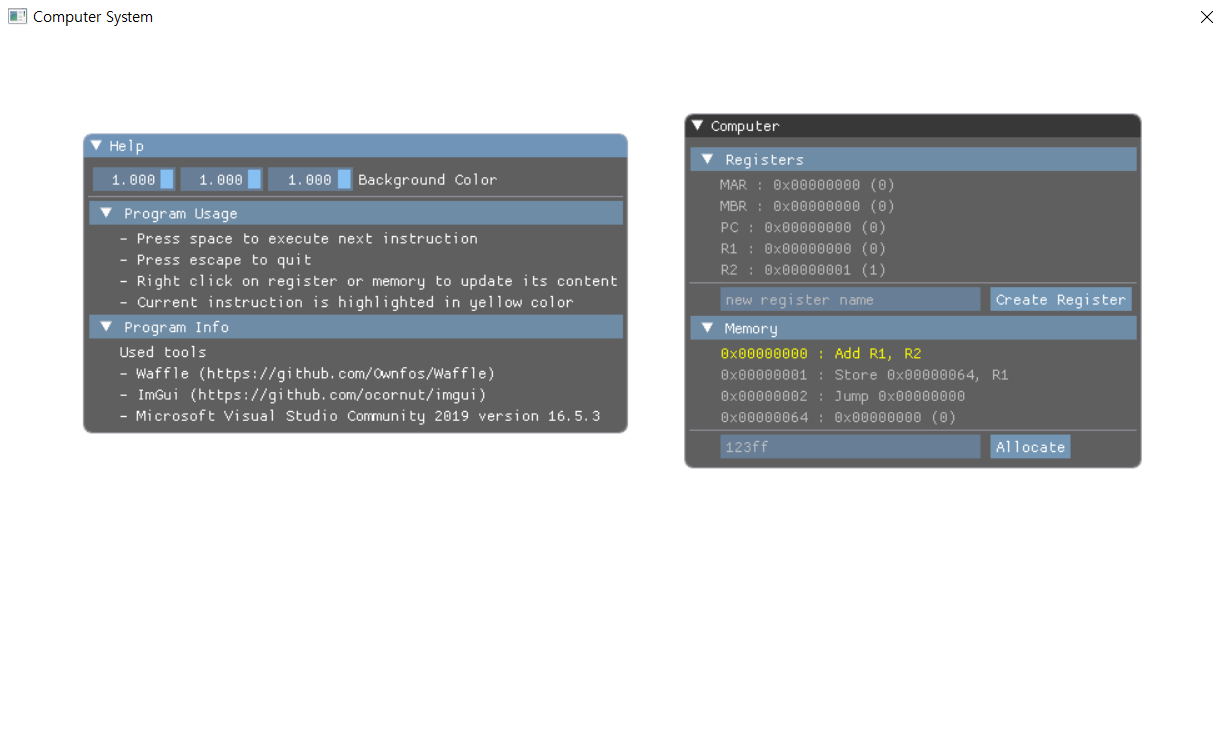 Computer System
Help
1.000 1.000 1.000 Background Color
Program Usage
- Press space to execute next instruction
- Press escape to quit
- Right click on register or memory to update its content
- Current instruction is highlighted in yellow color
Program Info
Used tools
- Waffle (https://github.com/Ownfos/Waffle)
- ImGui (https://github.com/ocornut/imgui)
- Microsoft Visual Studio Community 2019 version 16.5.3
Computer
Registers
MAR : 0x00000000 (0)
MBR : 0x00000000 (0)
PC : 0x00000000 (0)
R1 : 0x00000000 (0)
R2 : 0x00000001 (1)
new register name Create Register
Memory
0x00000000 : Add R1, R2
0x00000001 : Store 0x00000064, R1
0x00000002 : Jump 0x00000000
0x00000064 : 0x00000000 (0)
123ff Allocate